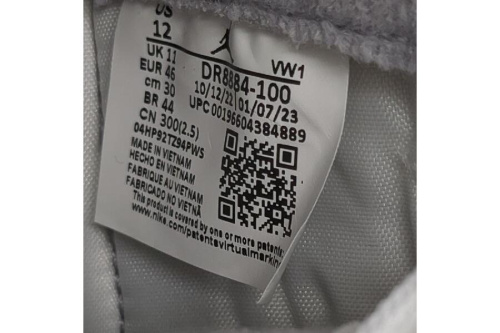 US
12
VW1
UK 11
EUR 46
cm 30
BR 44
CN 300(2.5)
DR8884-100
10/12/22 01/07/23
UPC 00196604384889
04HP92TZ94PW5
MADE IN VIETNAM
HECHO EN VIETNAM
FABRIQUE AU VIETNAM
FABRICADO NO VIETNÃ
This product is covered by one or more patents.
www.nike.com/patentsvirtualmarking